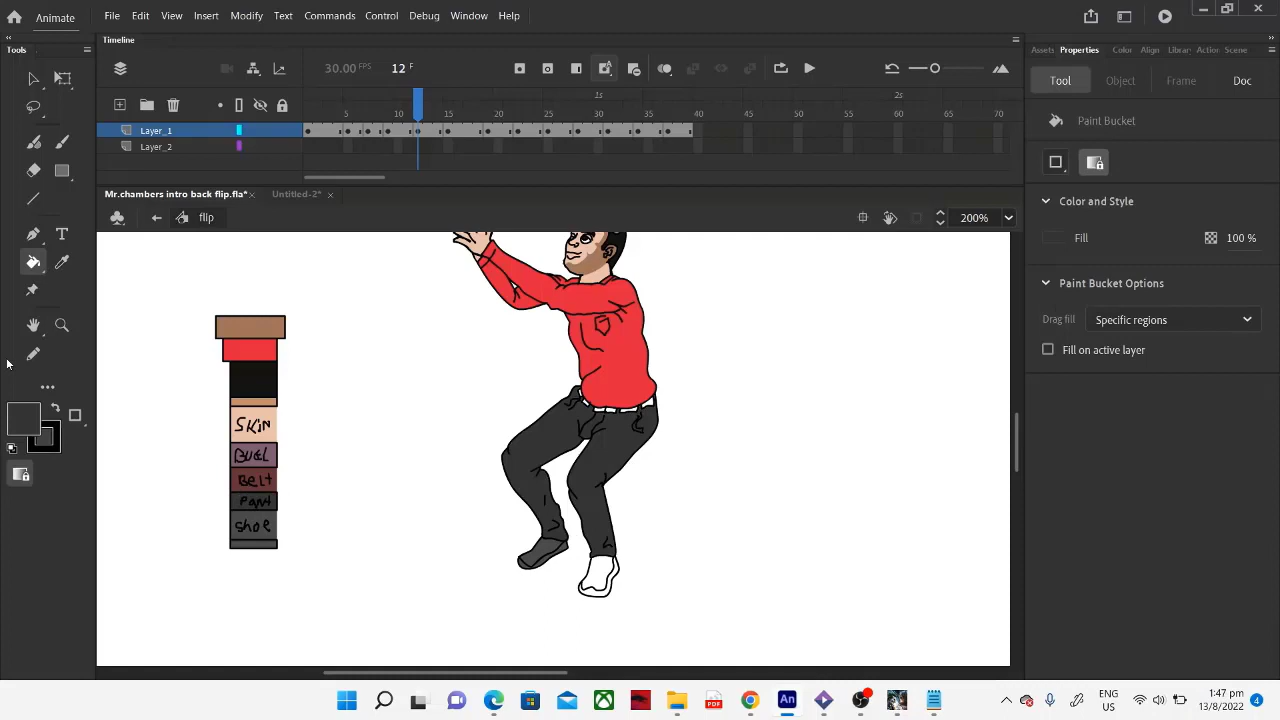 Animate
File Edit View Insert Modify Text Commands Control Debug Window Help
Tools
Timeline
30.00 FPS 12 F
1s 2s
5 10 15 20 25 30 35 40 45 50 55 60 65 70
Layer_1
Layer_2
Mr.chambers intro back flip.fla* Untitled-2*
flip
200%
Assets Properties Color Align Library Action Scene
Tool Object Frame Doc
Paint Bucket
Color and Style
Fill 100 %
Paint Bucket Options
Drag fill Specific regions
Fill on active layer
SKIN
BUCL
BELT
Pant
shoe
ENG
US
1:47 pm
13/8/2022
4